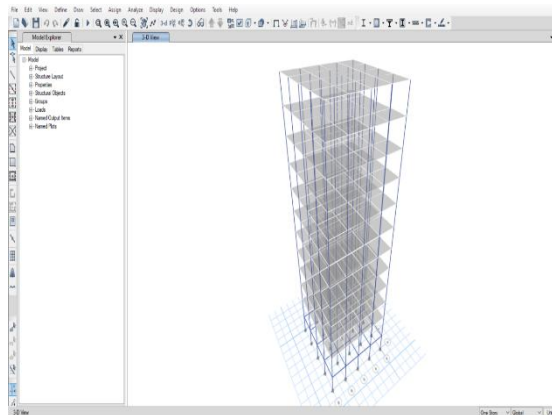 File Edit View Define Draw Select Assign Analyze Display Design Options Tools Help
Model Explorer
3-D View
Model Display Tables Reports
Model
Project
Structure Layout
Properties
Structural Objects
Groups
Loads
Named Output Items
Named Plots
3-D View
One Story
Global